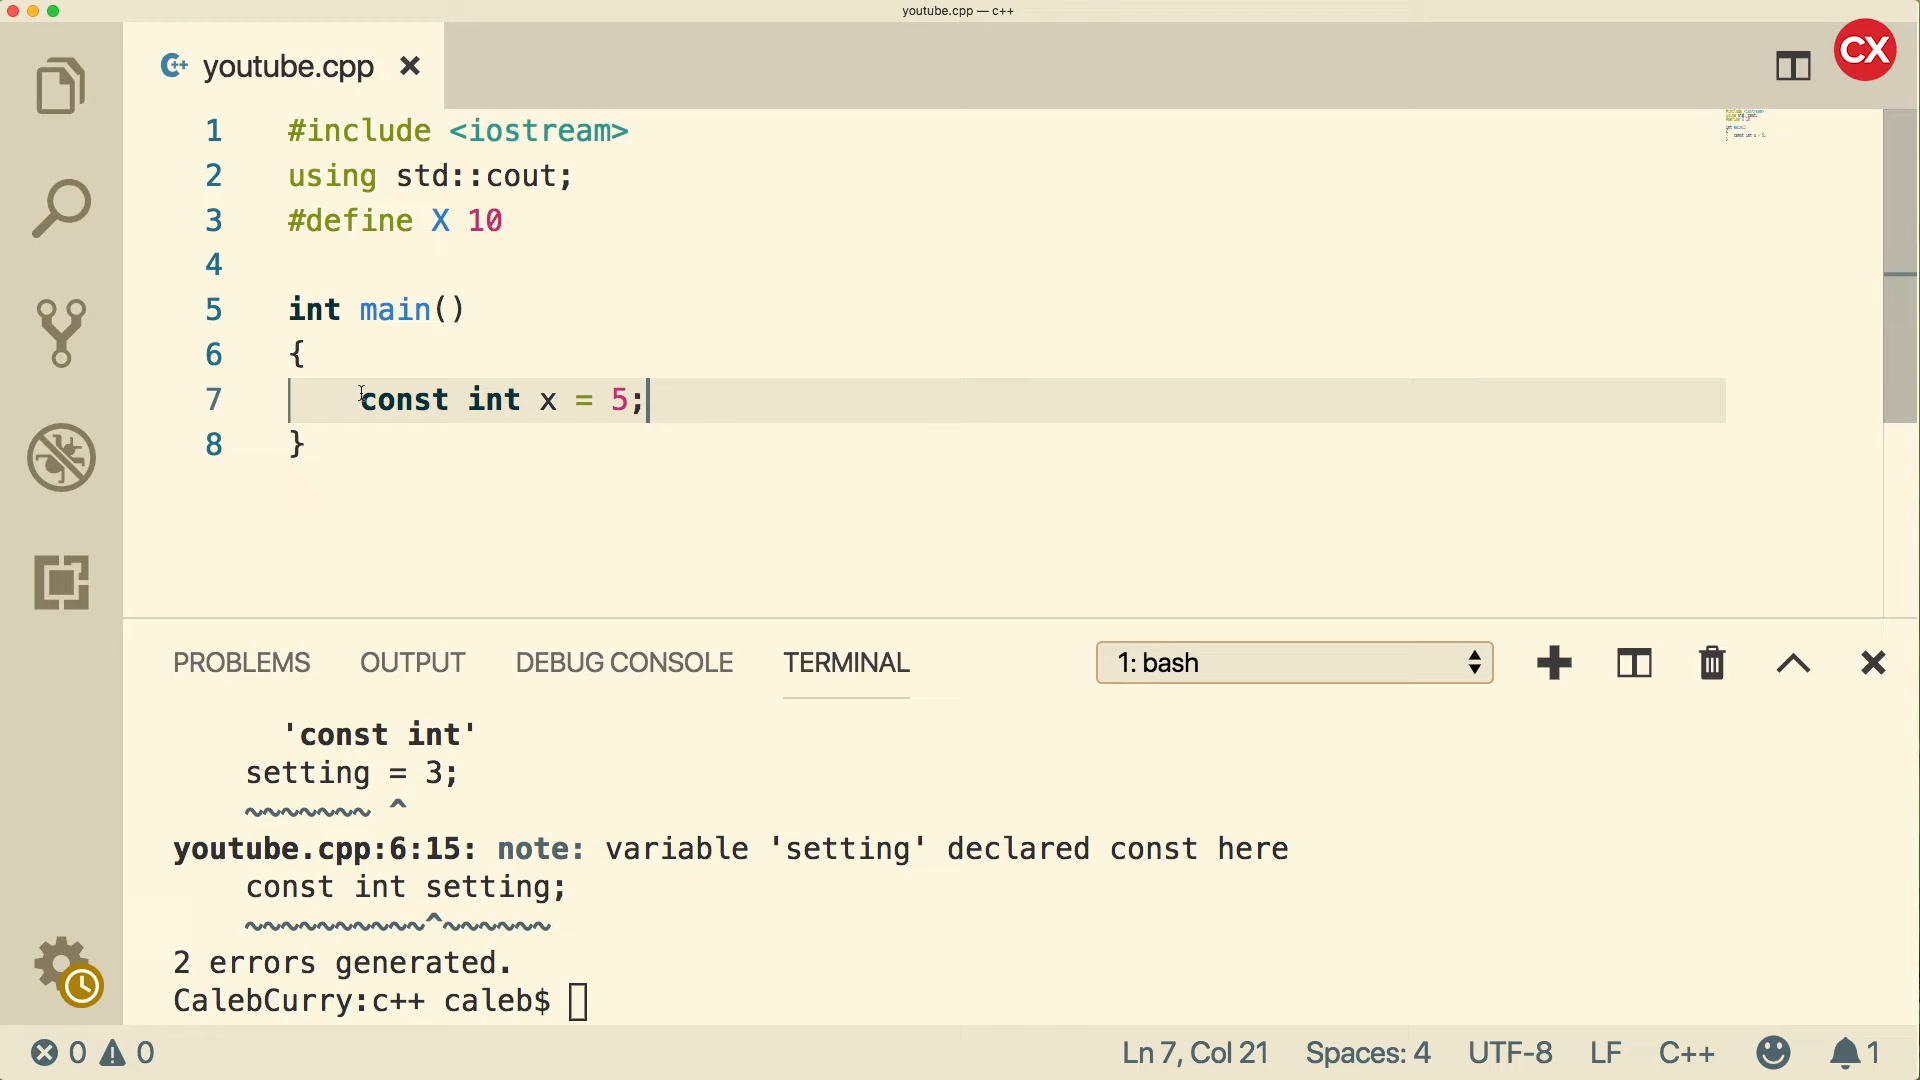 youtube.cpp — c++
youtube.cpp
CX
1 #include <iostream>
2 using std::cout;
3 #define X 10
4
5 int main()
6 {
7 const int x = 5;
8 }
PROBLEMS OUTPUT DEBUG CONSOLE TERMINAL 1: bash
'const int'
setting = 3;
~~~~~~~ ^
youtube.cpp:6:15: note: variable 'setting' declared const here
const int setting;
~~~~~~~~~~^~~~~~~
2 errors generated.
CalebCurry:c++ caleb$
0 0 Ln 7, Col 21 Spaces: 4 UTF-8 LF C++ 1